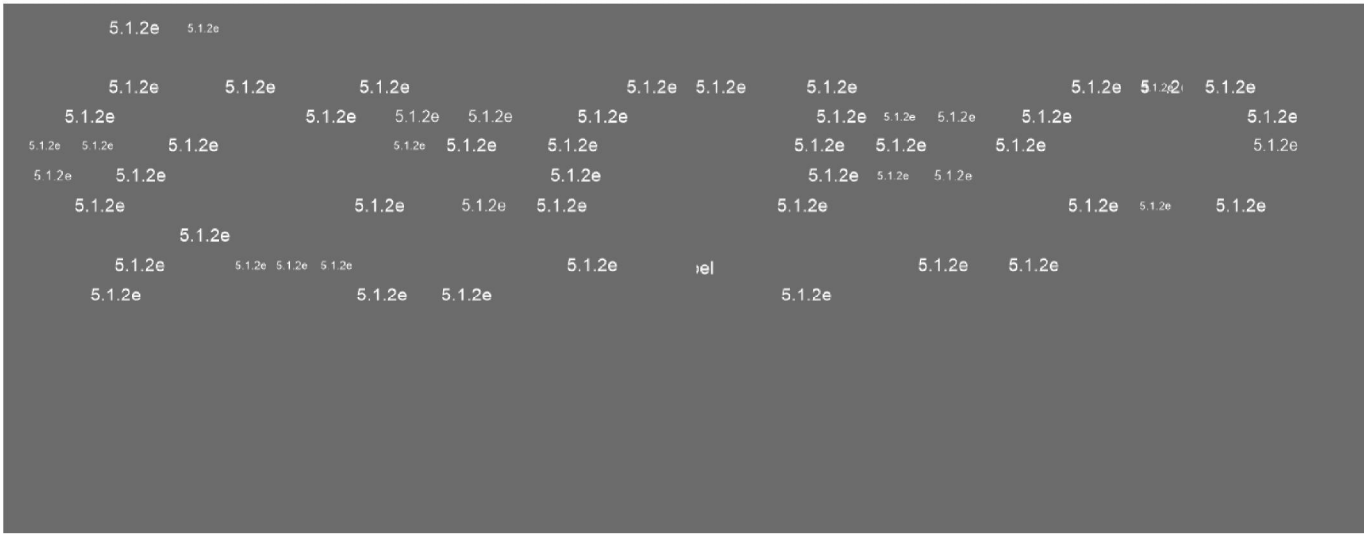 5.1.2e 5.1.2e
5.1.2e 5.1.2e 5.1.2e 5.1.2e 5.1.2e 5.1.2e 5.1.2e 5.1.2e 5.1.2e
5.1.2e 5.1.2e 5.1.2e 5.1.2e 5.1.2e 5.1.2e 5.1.2e 5.1.2e 5.1.2e 5.1.2e
5.1.2e 5.1.2e 5.1.2e 5.1.2e 5.1.2e 5.1.2e 5.1.2e 5.1.2e 5.1.2e 5.1.2e
5.1.2e 5.1.2e 5.1.2e 5.1.2e 5.1.2e 5.1.2e
5.1.2e 5.1.2e 5.1.2e 5.1.2e 5.1.2e 5.1.2e 5.1.2e 5.1.2e
5.1.2e
5.1.2e 5.1.2e 5.1.2e 5.1.2e 5.1.2e 5.1.2e 5.1.2e
5.1.2e 5.1.2e 5.1.2e 5.1.2e